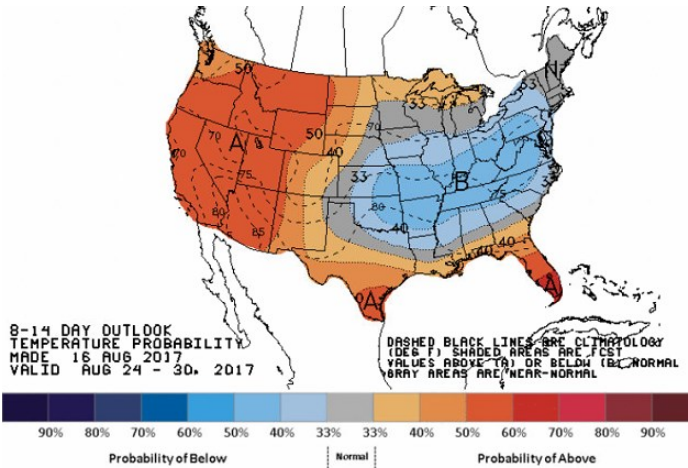 50
33
N
33
70
50
A
70
70
40
33
B
33
75
75
80
80
40
85
40
40
A
A
8-14 DAY OUTLOOK
TEMPERATURE PROBABILITY
MADE 16 AUG 2017
VALID AUG 24 - 30, 2017
DASHED BLACK LINES ARE CLIMATOLOGY
(DEG F) SHADED AREAS ARE FCST
VALUES ABOVE (A) OR BELOW (B) NORMAL
GRAY AREAS ARE NEAR-NORMAL
90% 80% 70% 60% 50% 40% 33% 33% 40% 50% 60% 70% 80% 90%
Probability of Below Normal Probability of Above